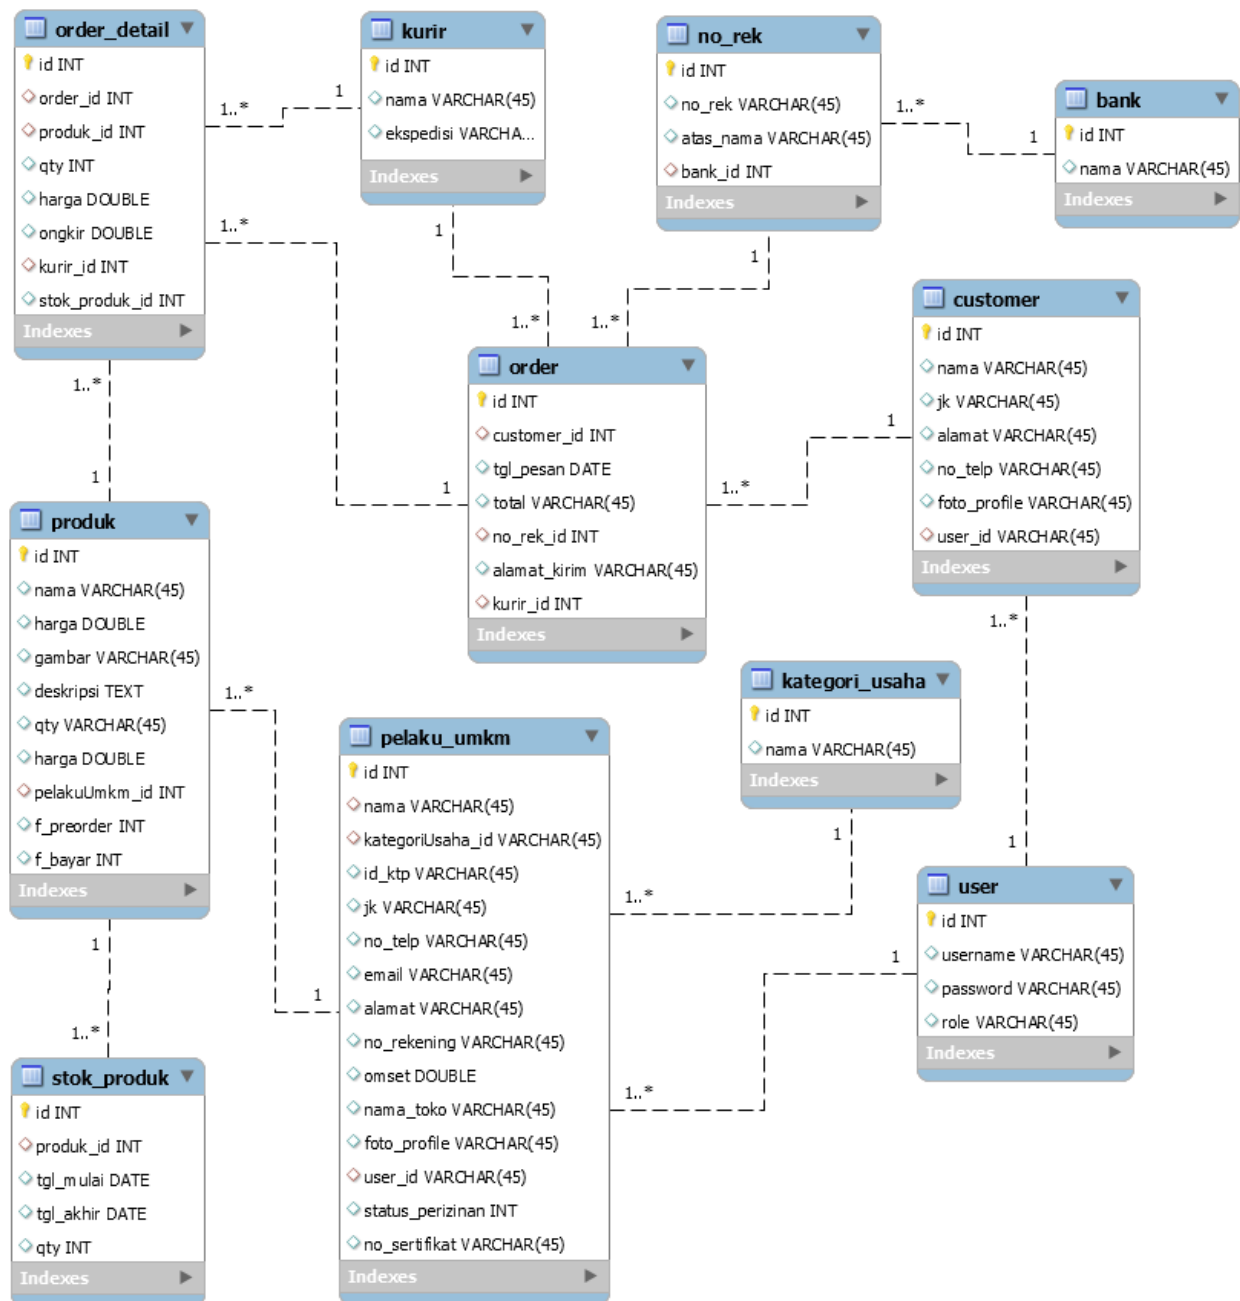 order_detail
id INT
order_id INT
produk_id INT
qty INT
harga DOUBLE
ongkir DOUBLE
kurir_id INT
stok_produk_id INT
Indexes
1..*
1
1..*
1
1..*
1
kurir
id INT
nama VARCHAR(45)
ekspedisi VARCHA...
Indexes
1
1..*
no_rek
id INT
no_rek VARCHAR(45)
atas_nama VARCHAR(45)
bank_id INT
Indexes
1..*
1
1
1..*
bank
id INT
nama VARCHAR(45)
Indexes
order
id INT
customer_id INT
tgl_pesan DATE
total VARCHAR(45)
no_rek_id INT
alamat_kirim VARCHAR(45)
kurir_id INT
Indexes
1..*
1
customer
id INT
nama VARCHAR(45)
jk VARCHAR(45)
alamat VARCHAR(45)
no_telp VARCHAR(45)
foto_profile VARCHAR(45)
user_id VARCHAR(45)
Indexes
1..*
1
produk
id INT
nama VARCHAR(45)
harga DOUBLE
gambar VARCHAR(45)
deskripsi TEXT
qty VARCHAR(45)
harga DOUBLE
pelakuUmkm_id INT
f_preorder INT
f_bayar INT
Indexes
1..*
1
1
1..*
stok_produk
id INT
produk_id INT
tgl_mulai DATE
tgl_akhir DATE
qty INT
Indexes
pelaku_umkm
id INT
nama VARCHAR(45)
kategoriUsaha_id VARCHAR(45)
id_ktp VARCHAR(45)
jk VARCHAR(45)
no_telp VARCHAR(45)
email VARCHAR(45)
alamat VARCHAR(45)
no_rekening VARCHAR(45)
omset DOUBLE
nama_toko VARCHAR(45)
foto_profile VARCHAR(45)
user_id VARCHAR(45)
status_perizinan INT
no_sertifikat VARCHAR(45)
Indexes
1..*
1
1..*
1
kategori_usaha
id INT
nama VARCHAR(45)
Indexes
user
id INT
username VARCHAR(45)
password VARCHAR(45)
role VARCHAR(45)
Indexes